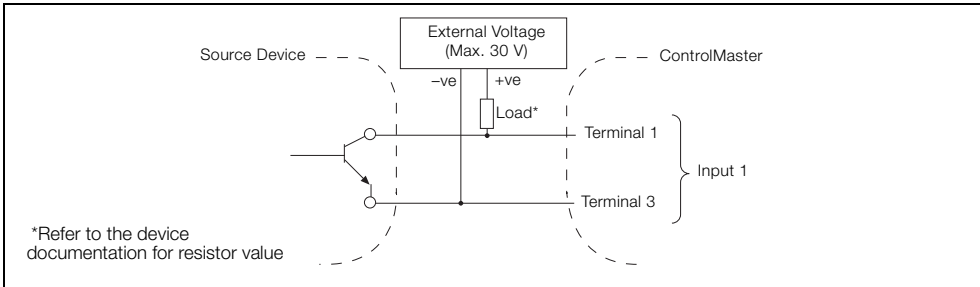 External Voltage
(Max. 30 V)
Source Device
ControlMaster
–ve
+ve
Load*
Terminal 1
Input 1
Terminal 3
*Refer to the device
documentation for resistor value